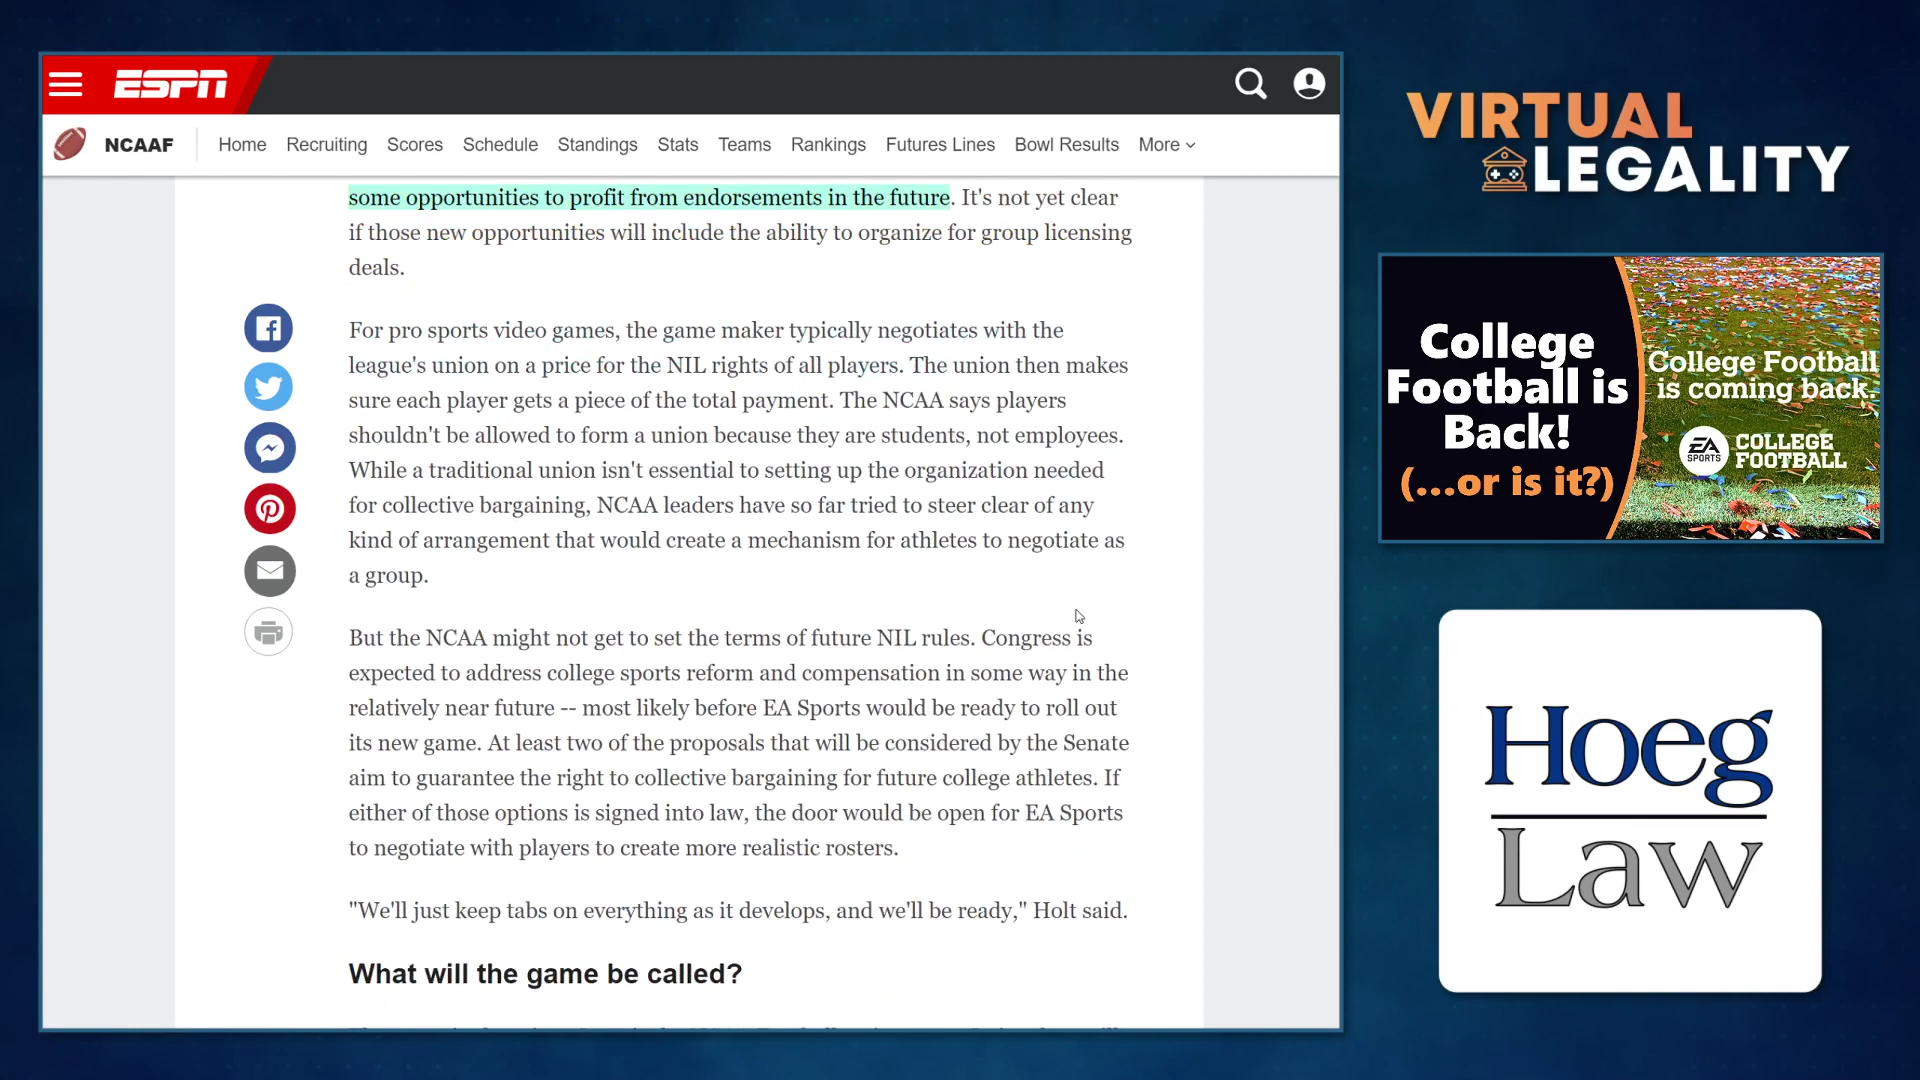 ESPN
NCAAF Home Recruiting Scores Schedule Standings Stats Teams Rankings Futures Lines Bowl Results More
some opportunities to profit from endorsements in the future. It's not yet clear
if those new opportunities will include the ability to organize for group licensing
deals.
For pro sports video games, the game maker typically negotiates with the
league's union on a price for the NIL rights of all players. The union then makes
sure each player gets a piece of the total payment. The NCAA says players
shouldn't be allowed to form a union because they are students, not employees.
While a traditional union isn't essential to setting up the organization needed
for collective bargaining, NCAA leaders have so far tried to steer clear of any
kind of arrangement that would create a mechanism for athletes to negotiate as
a group.
But the NCAA might not get to set the terms of future NIL rules. Congress is
expected to address college sports reform and compensation in some way in the
relatively near future -- most likely before EA Sports would be ready to roll out
its new game. At least two of the proposals that will be considered by the Senate
aim to guarantee the right to collective bargaining for future college athletes. If
either of those options is signed into law, the door would be open for EA Sports
to negotiate with players to create more realistic rosters.
"We'll just keep tabs on everything as it develops, and we'll be ready," Holt said.
What will the game be called?
VIRTUAL
LEGALITY
College
Football is
Back!
(...or is it?)
College Football
is coming back.
EA
SPORTS
COLLEGE
FOOTBALL
Hoeg
Law